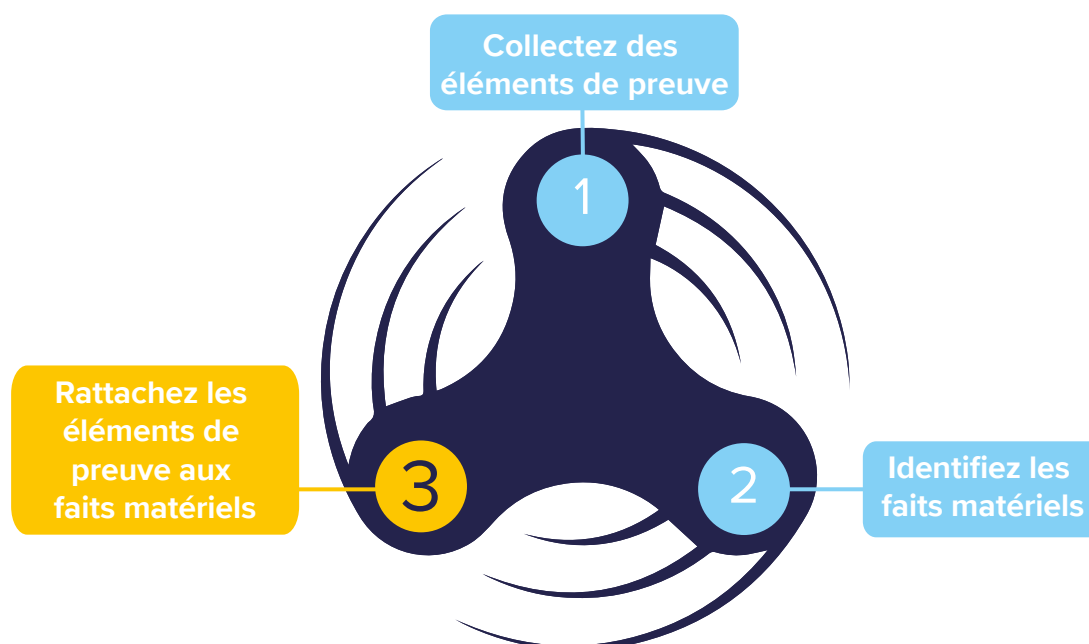 Collectez des
éléments de preuve
1
Rattachez les
éléments de
preuve aux
faits matériels
3
2
Identifiez les
faits matériels